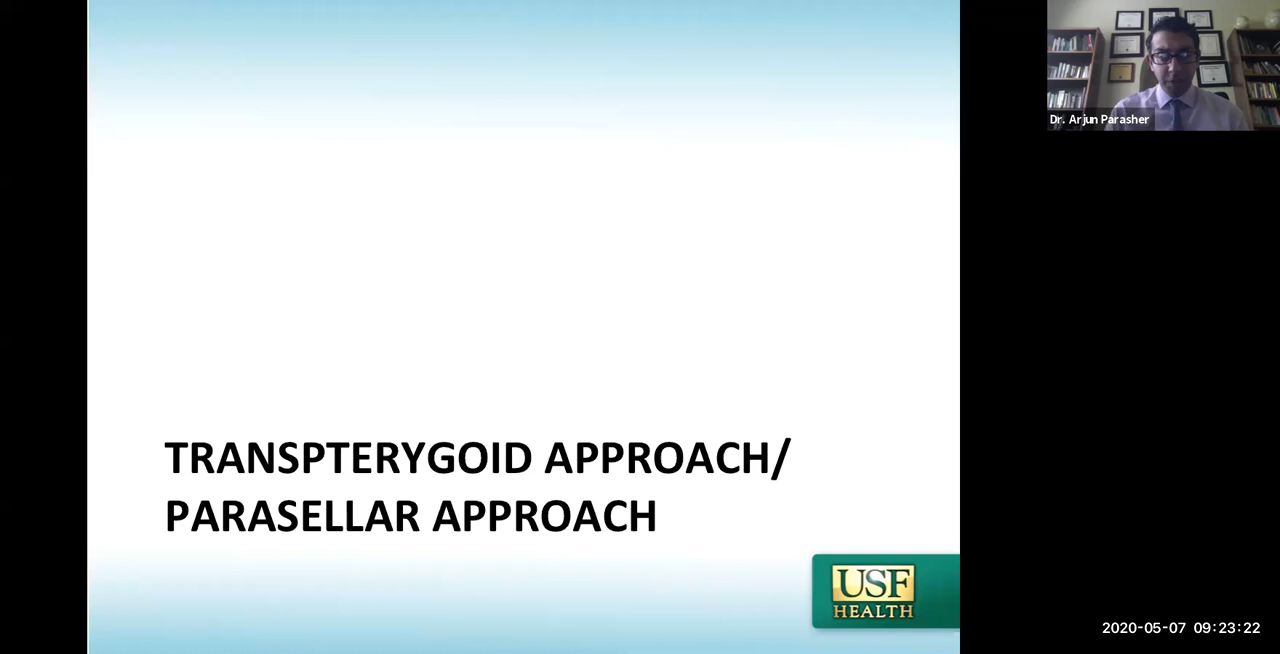 Dr. Arjun Parasher
TRANSPTERYGOID APPROACH/
PARASELLAR APPROACH
USF
HEALTH
2020-05-07 09:23:22